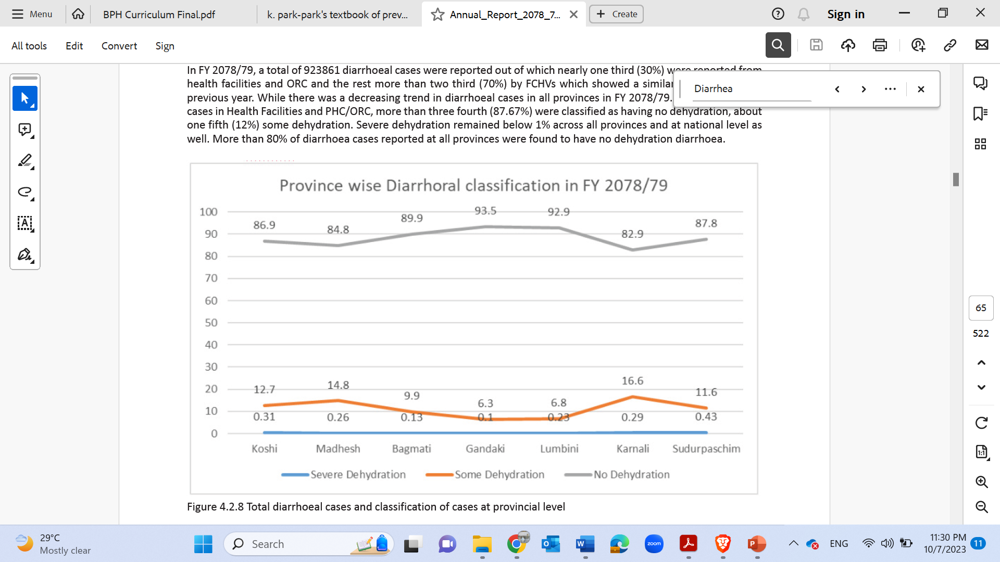 Menu
BPH Curriculum Final.pdf
k. park-park's textbook of prev...
Annual_Report_2078_7...
Create
Sign in
All tools
Edit
Convert
Sign
In FY 2078/79, a total of 923861 diarrhoeal cases were reported out of which nearly one third (30%) were reported from
health facilities and ORC and the rest more than two third (70%) by FCHVs which showed a similar
previous year. While there was a decreasing trend in diarrhoeal cases in all provinces in FY 2078/79.
cases in Health Facilities and PHC/ORC, more than three fourth (87.67%) were classified as having no dehydration, about
one fifth (12%) some dehydration. Severe dehydration remained below 1% across all provinces and at national level as
well. More than 80% of diarrhoea cases reported at all provinces were found to have no dehydration diarrhoea.
Diarrhea
Province wise Diarrhoral classification in FY 2078/79
100
90
80
70
60
50
40
30
20
10
0
86.9 84.8 89.9 93.5 92.9 82.9 87.8
12.7 14.8 9.9 6.3 6.8 16.6 11.6
0.31 0.26 0.13 0.1 0.23 0.29 0.43
Koshi Madhesh Bagmati Gandaki Lumbini Karnali Sudurpaschim
Severe Dehydration Some Dehydration No Dehydration
Figure 4.2.8 Total diarrhoeal cases and classification of cases at provincial level
65
522
1:1
29°C
Mostly clear
Search
zoom
ENG
11:30 PM
10/7/2023
11